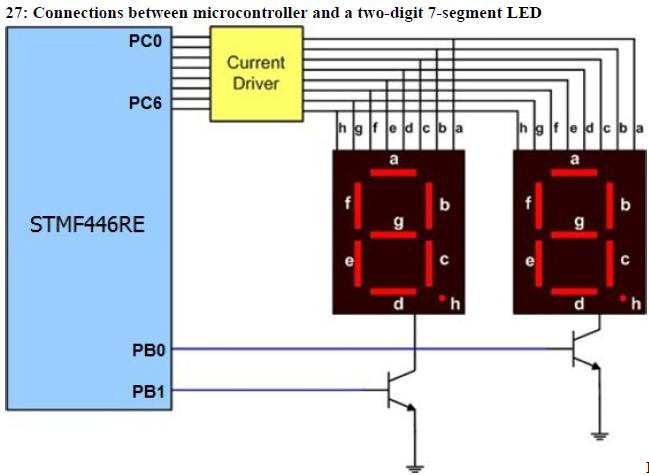 27: Connections between microcontroller and a two-digit 7-segment LED
PC0
Current
Driver
PC6
h g f e d c b a
h g f e d c b a
a
f b
g
e c
d h
a
f b
g
e c
d h
STMF446RE
PB0
PB1